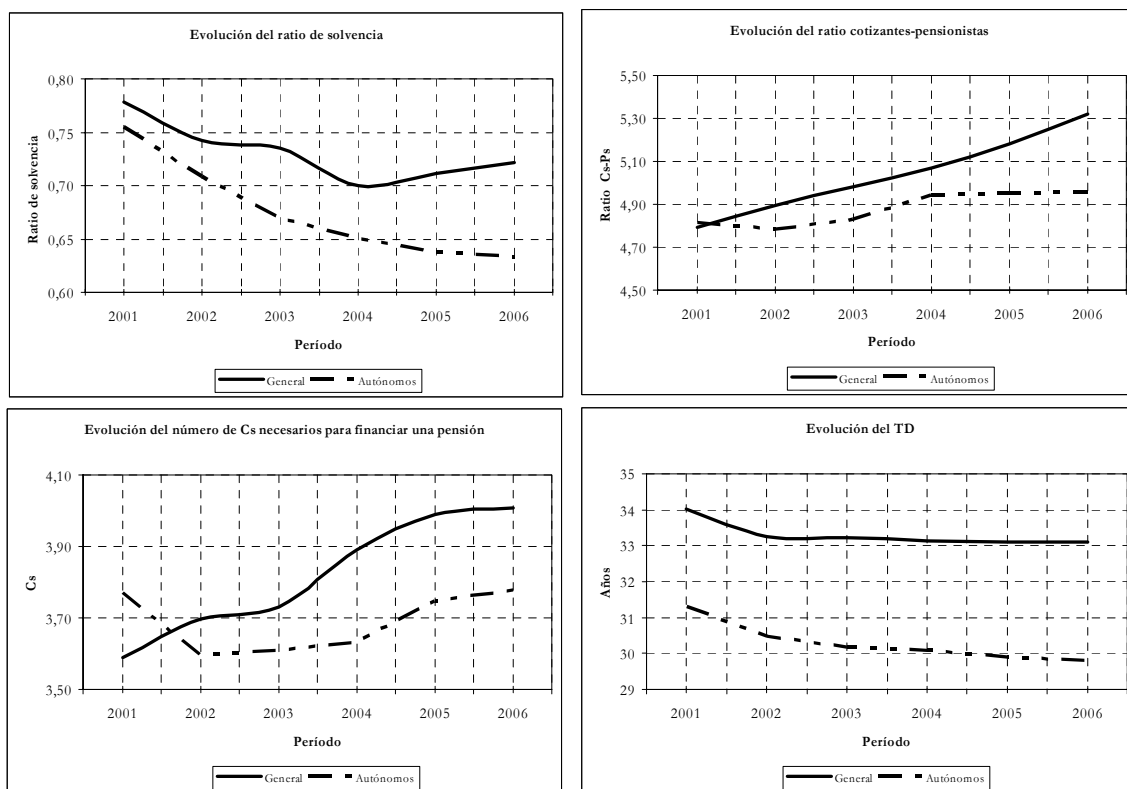 Evolución del ratio de solvencia
Ratio de solvencia
0,80
0,75
0,70
0,65
0,60
2001 2002 2003 2004 2005 2006
Período
General Autónomos
Evolución del ratio cotizantes-pensionistas
Ratio Cs-Ps
5,50
5,30
5,10
4,90
4,70
4,50
2001 2002 2003 2004 2005 2006
Período
General Autónomos
Evolución del número de Cs necesarios para financiar una pensión
Cs
4,10
3,90
3,70
3,50
2001 2002 2003 2004 2005 2006
Período
General Autónomos
Evolución del TD
Años
35
34
33
32
31
30
29
2001 2002 2003 2004 2005 2006
Período
General Autónomos